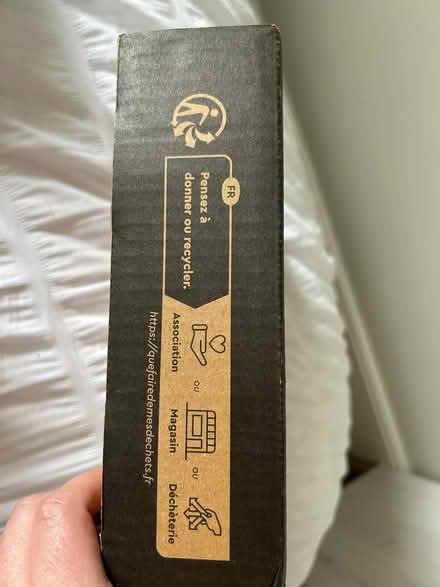 FR
Pensez à
donner ou recycler.
Association
ou
Magasin
ou
Déchèterie
https://quefairedemesdechets.fr